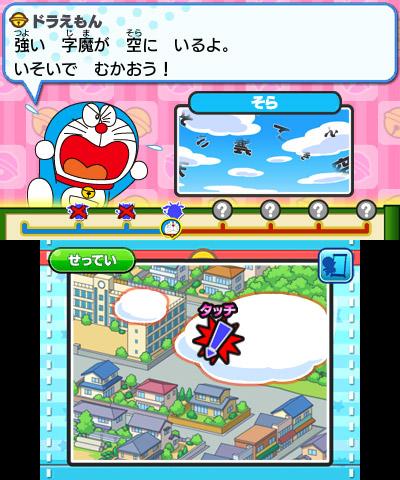 ドラえもん
強い 字魔が 空に いるよ。
いそいで むかおう！
そら
?
?
?
?
せってい
タッチ